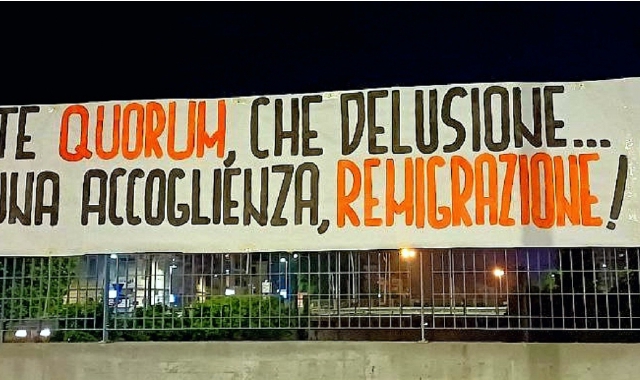 TE QUORUM, CHE DELUSIONE...
UNA ACCOGLIENZA, REMIGRAZIONE!